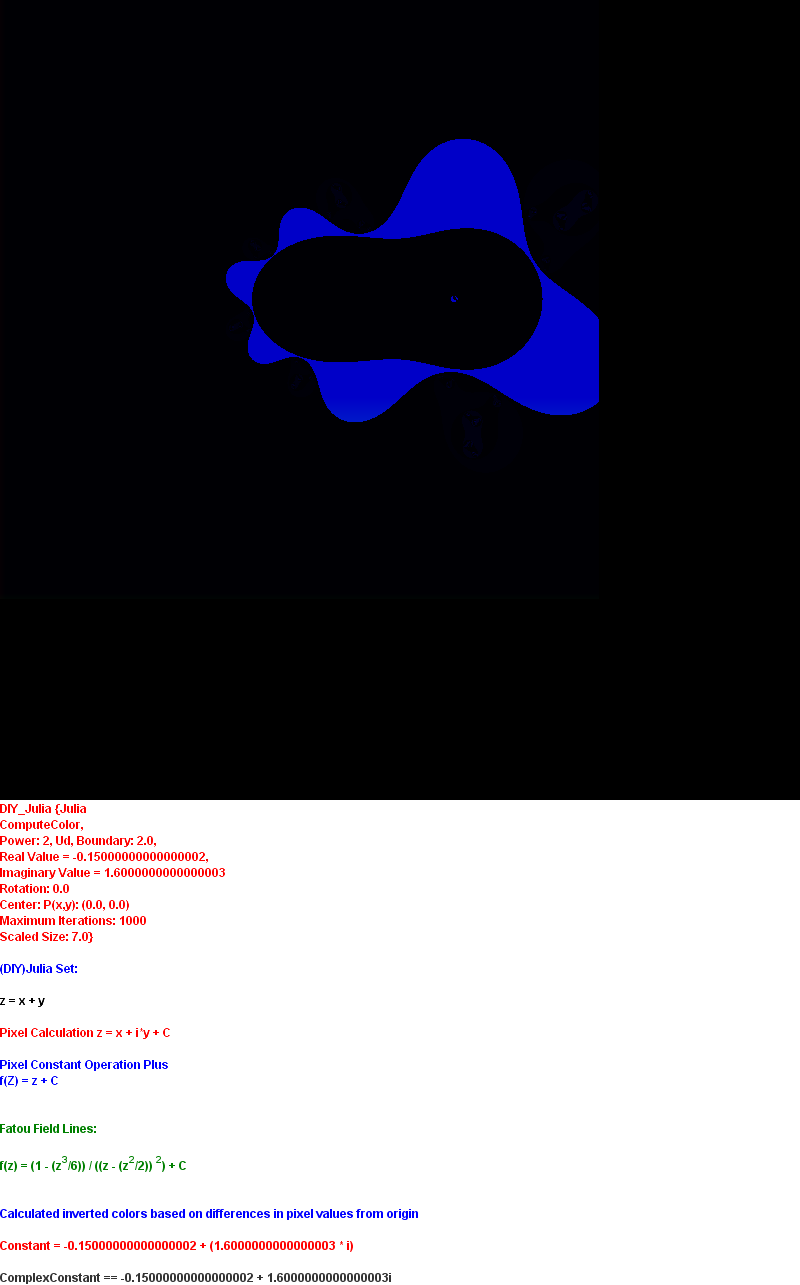 DIY_Julia {Julia
ComputeColor,
Power: 2, Ud, Boundary: 2.0,
Real Value = -0.15000000000000002,
Imaginary Value = 1.6000000000000003
Rotation: 0.0
Center: P(x,y): (0.0, 0.0)
Maximum Iterations: 1000
Scaled Size: 7.0}
(DIY)Julia Set:
z = x + y
Pixel Calculation z = x + i*y + C
Pixel Constant Operation Plus
f(Z) = z + C
Fatou Field Lines:
f(z) = (1 - (z^3/6)) / ((z - (z^2/2)) ^2) + C
Calculated inverted colors based on differences in pixel values from origin
Constant = -0.15000000000000002 + (1.6000000000000003 * i)
ComplexConstant == -0.15000000000000002 + 1.6000000000000003i